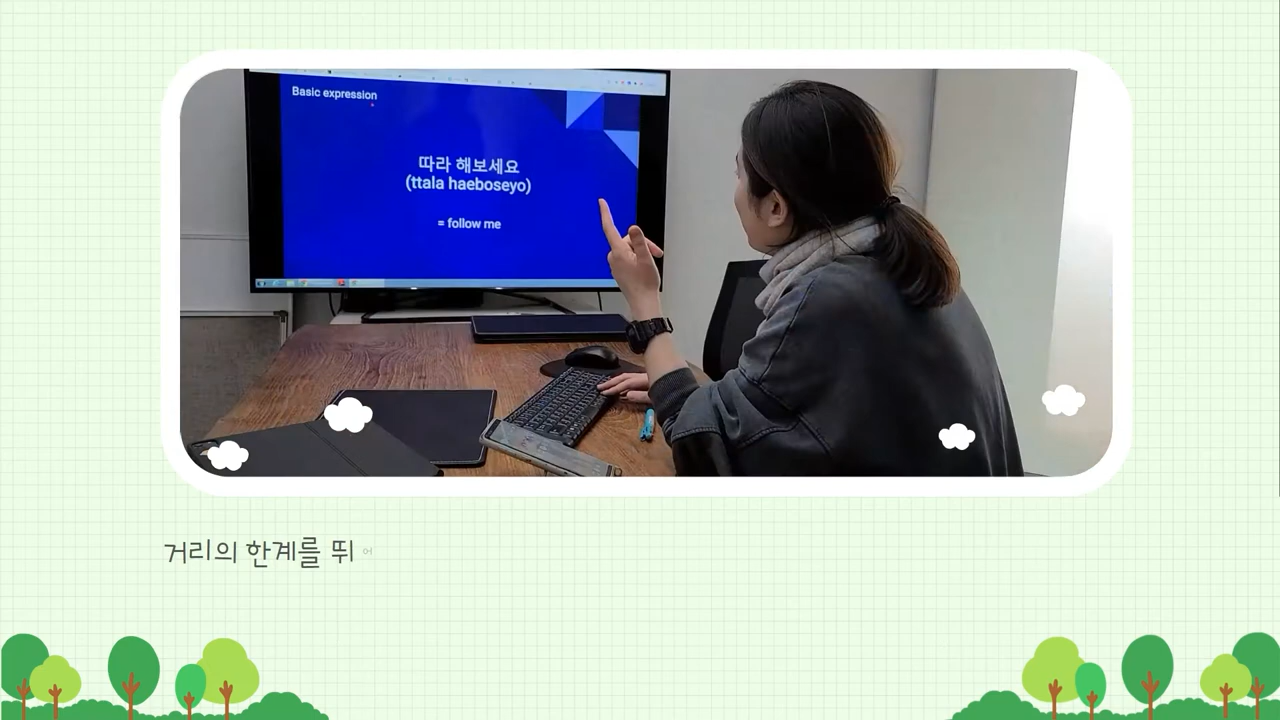 Basic expression
따라 해보세요
(ttala haeboseyo)
= follow me
거리의 한계를 뛰 어